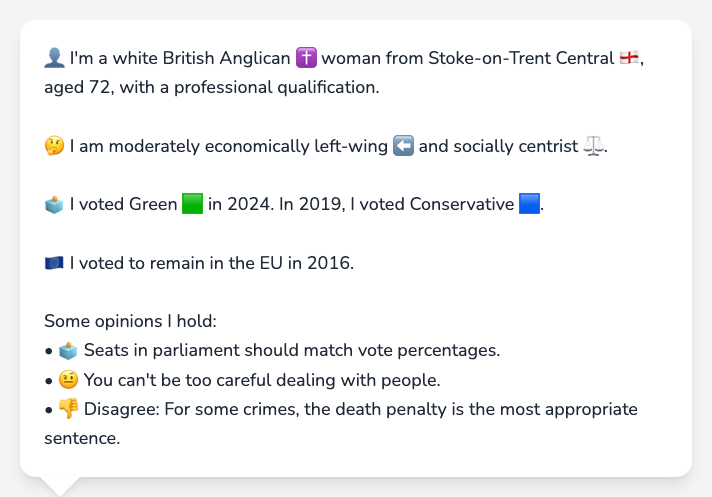 👤 I'm a white British Anglican ✝️ woman from Stoke-on-Trent Central 🏴󠁧󠁢󠁥󠁮󠁧󠁿,
aged 72, with a professional qualification.
🤔 I am moderately economically left-wing ⬅️ and socially centrist ⚖️.
🗳️ I voted Green 🟩 in 2024. In 2019, I voted Conservative 🟦.
🇪🇺 I voted to remain in the EU in 2016.
Some opinions I hold:
• 🗳️ Seats in parliament should match vote percentages.
• 🤨 You can't be too careful dealing with people.
• 👎 Disagree: For some crimes, the death penalty is the most appropriate
sentence.